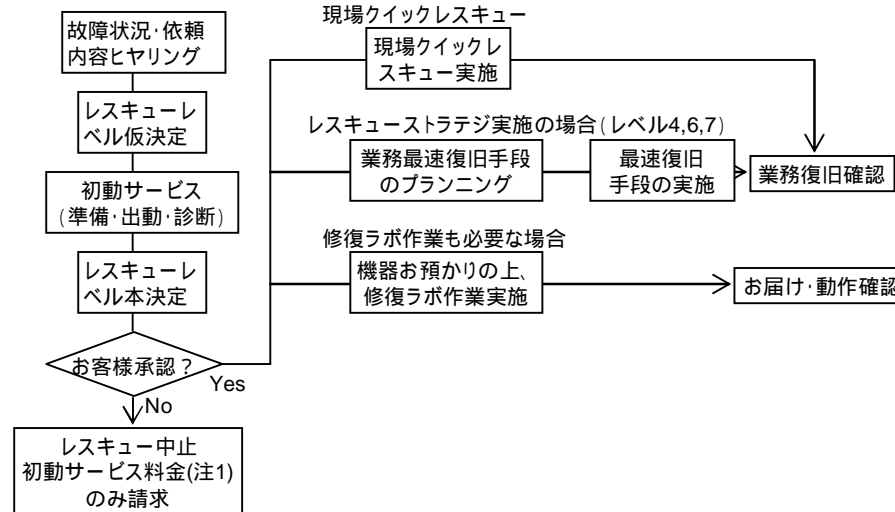 故障状況・依頼
内容ヒヤリング
レスキューレ
ベル仮決定
初動サービス
(準備・出動・診断)
レスキューレ
ベル本決定
お客様承認？
Yes
No
レスキュー中止
初動サービス料金(注1)
のみ請求
現場クイックレスキュー
現場クイックレ
スキュー実施
レスキューストラテジ実施の場合(レベル4,6,7)
業務最速復旧手段
のプランニング
最速復旧
手段の実施
業務復旧確認
修復ラボ作業も必要な場合
機器お預かりの上、
修復ラボ作業実施
お届け・動作確認